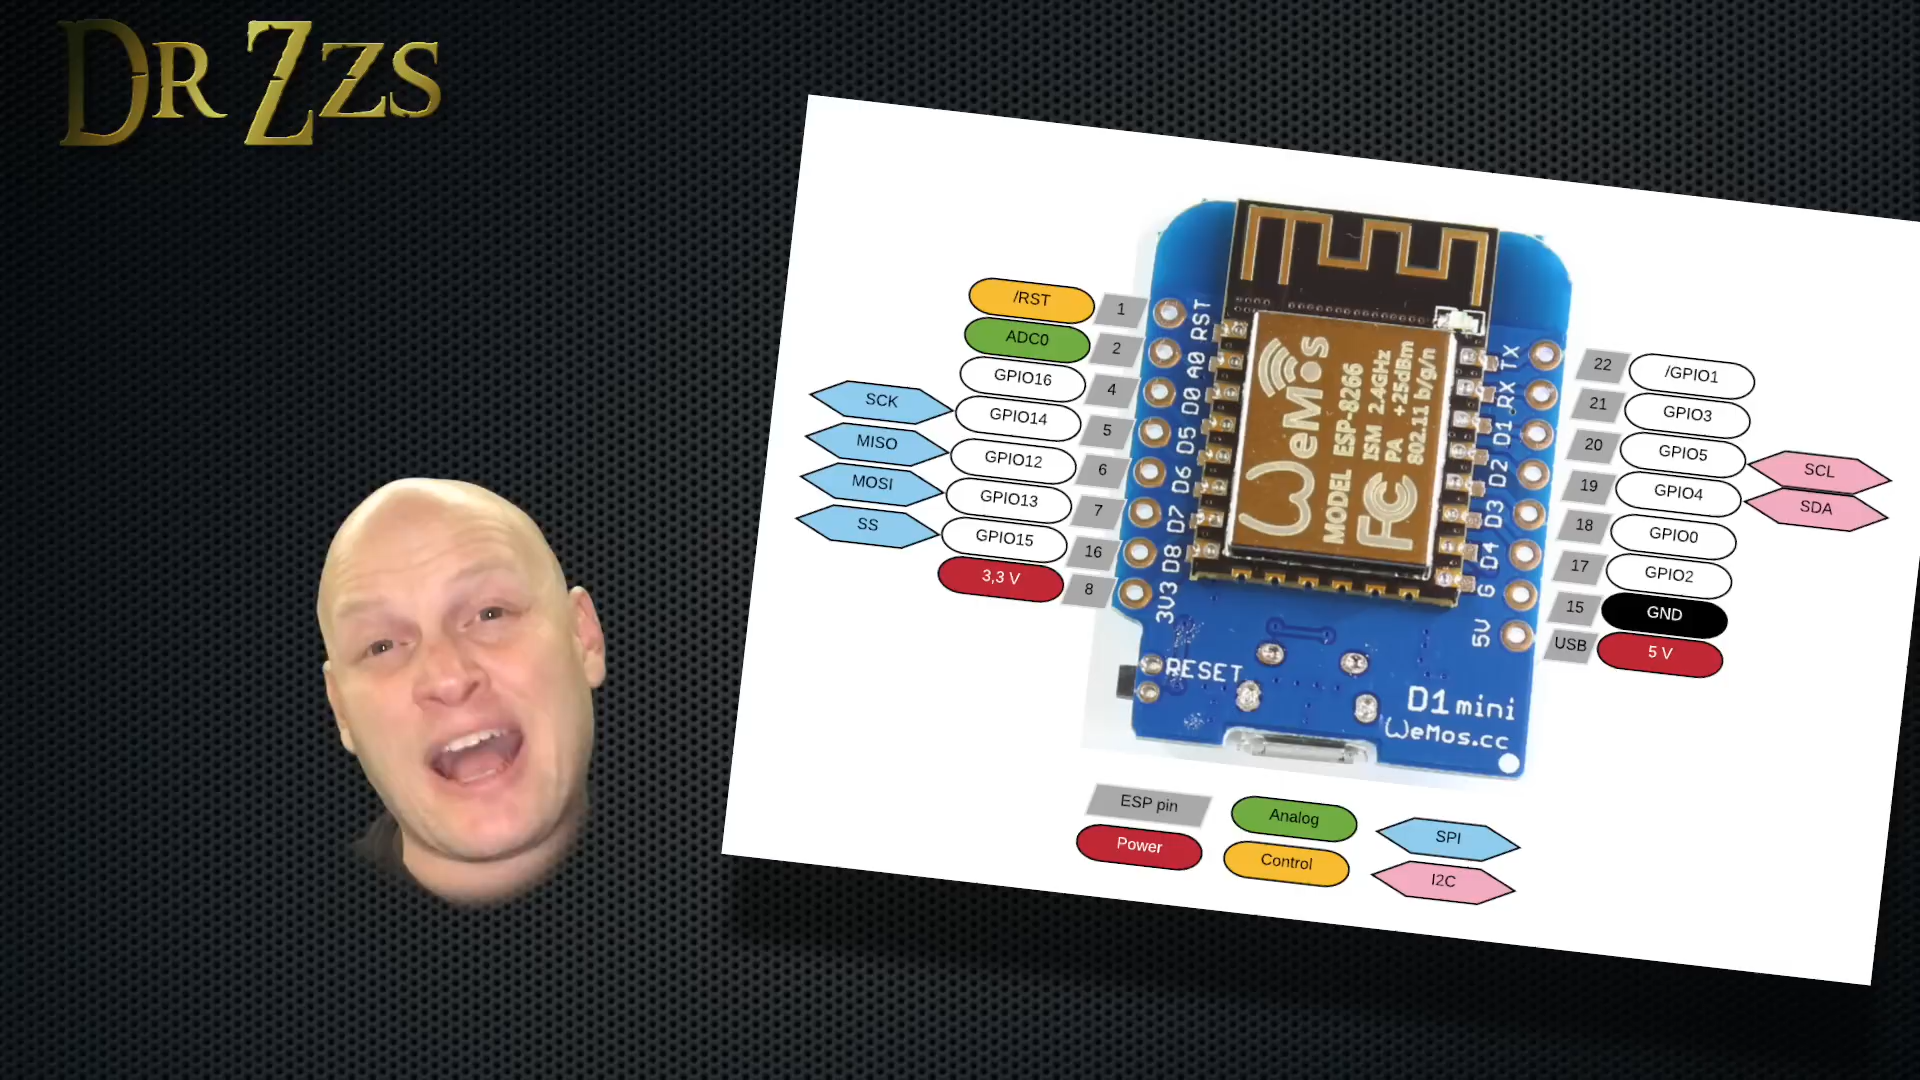 DR ZZS
/RST 1 RST
ADC0 2 A0
GPIO16 4 D0
SCK GPIO14 5 D5
MISO GPIO12 6 D6
MOSI GPIO13 7 D7
SS GPIO15 16 D8
3,3 V 8 3V3
WeMos
MODEL ESP-8266
ISM 2.4GHz
PA +25dBm
802.11 b/g/n
FC
TX 22 /GPIO1
RX 21 GPIO3
D1 20 GPIO5 SCL
D2 19 GPIO4 SDA
D3 18 GPIO0
D4 17 GPIO2
G 15 GND
5V USB 5 V
RESET
D1 mini
WeMos.cc
ESP pin
Analog
SPI
Power
Control
I2C